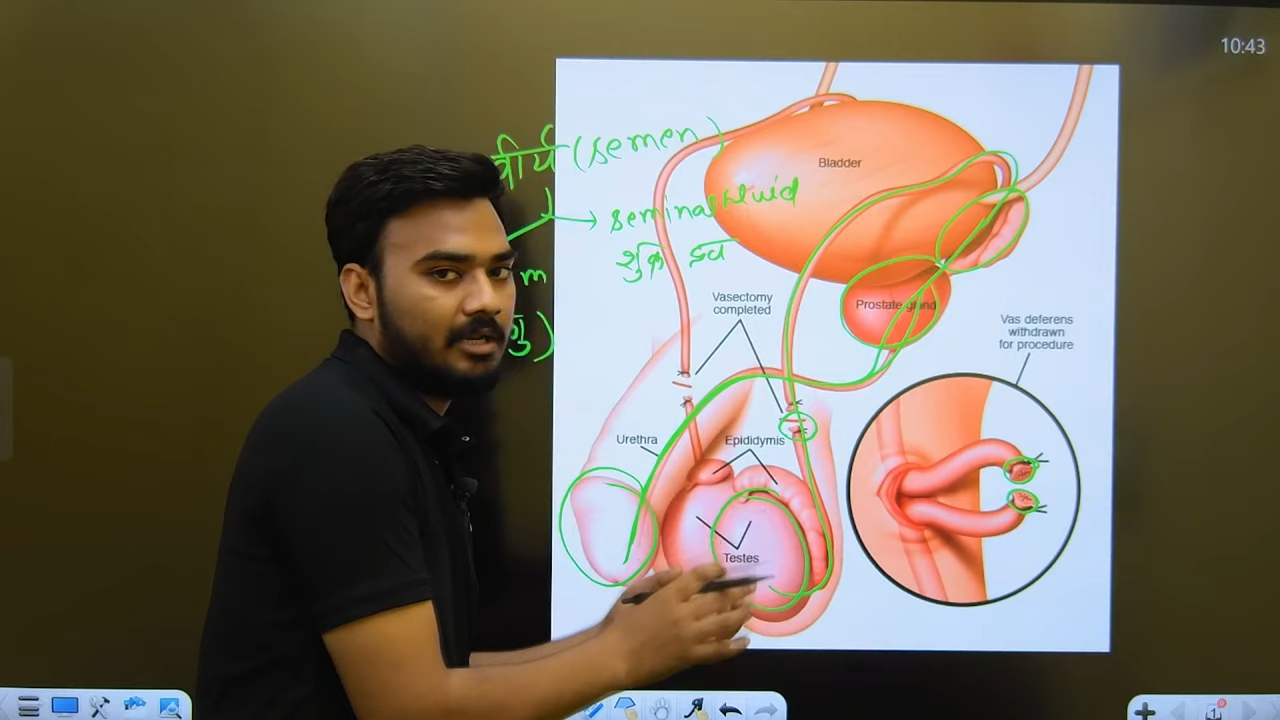 10:43
वीर्य (semen)
Bladder
→ seminal fluid
शुक्र द्रव
m
Prostate gland
Vasectomy
completed
Vas deferens
withdrawn
for procedure
Urethra
Epididymis
Testes
1